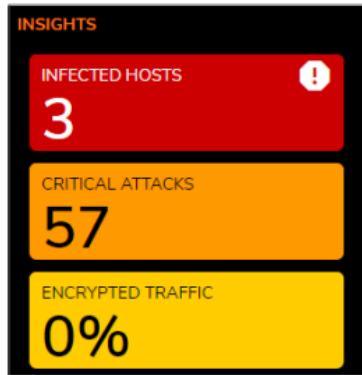 INSIGHTS
INFECTED HOSTS
!
3
CRITICAL ATTACKS
57
ENCRYPTED TRAFFIC
0%